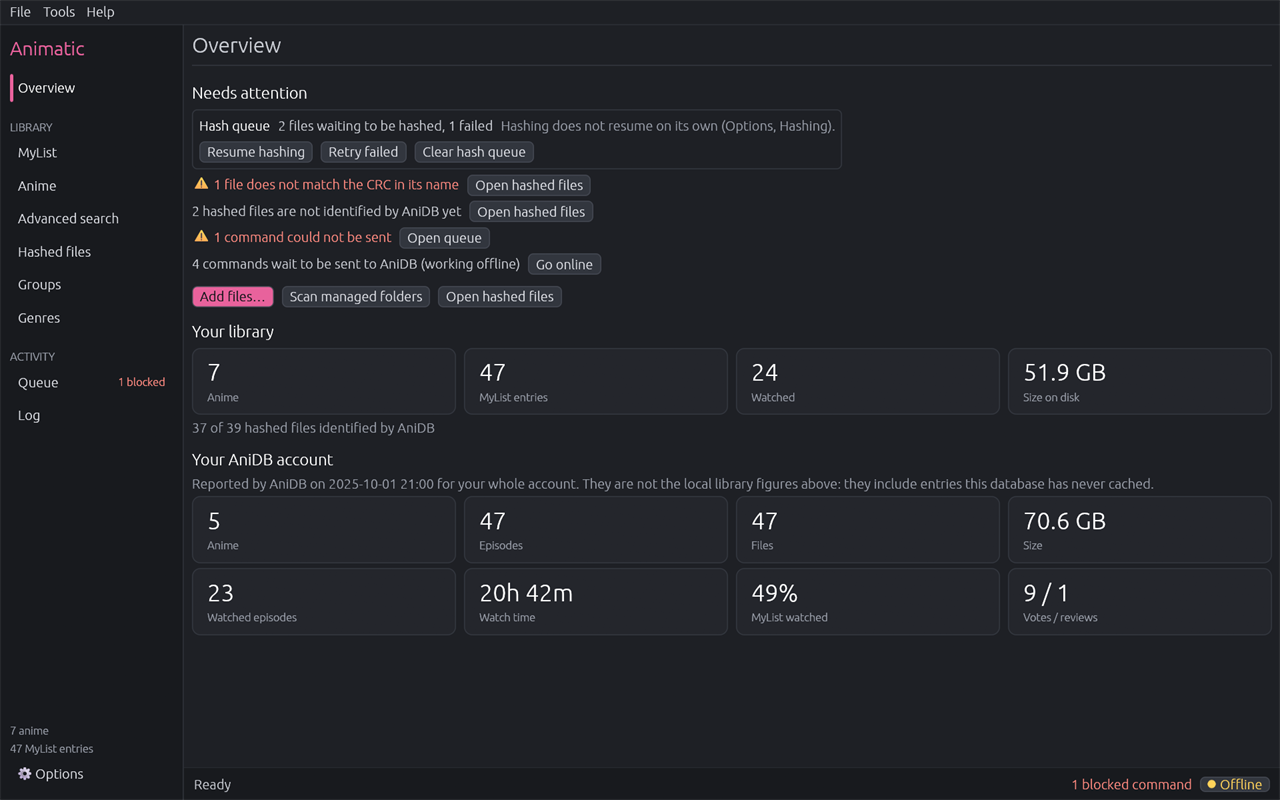 File Tools Help
Animatic
Overview
LIBRARY
MyList
Anime
Advanced search
Hashed files
Groups
Genres
ACTIVITY
Queue 1 blocked
Log
7 anime
47 MyList entries
Options
Overview
Needs attention
Hash queue 2 files waiting to be hashed, 1 failed Hashing does not resume on its own (Options, Hashing).
Resume hashing Retry failed Clear hash queue
1 file does not match the CRC in its name Open hashed files
2 hashed files are not identified by AniDB yet Open hashed files
1 command could not be sent Open queue
4 commands wait to be sent to AniDB (working offline) Go online
Add files... Scan managed folders Open hashed files
Your library
7 47 24 51.9 GB
Anime MyList entries Watched Size on disk
37 of 39 hashed files identified by AniDB
Your AniDB account
Reported by AniDB on 2025-10-01 21:00 for your whole account. They are not the local library figures above: they include entries this database has never cached.
5 47 47 70.6 GB
Anime Episodes Files Size
23 20h 42m 49% 9 / 1
Watched episodes Watch time MyList watched Votes / reviews
Ready 1 blocked command Offline